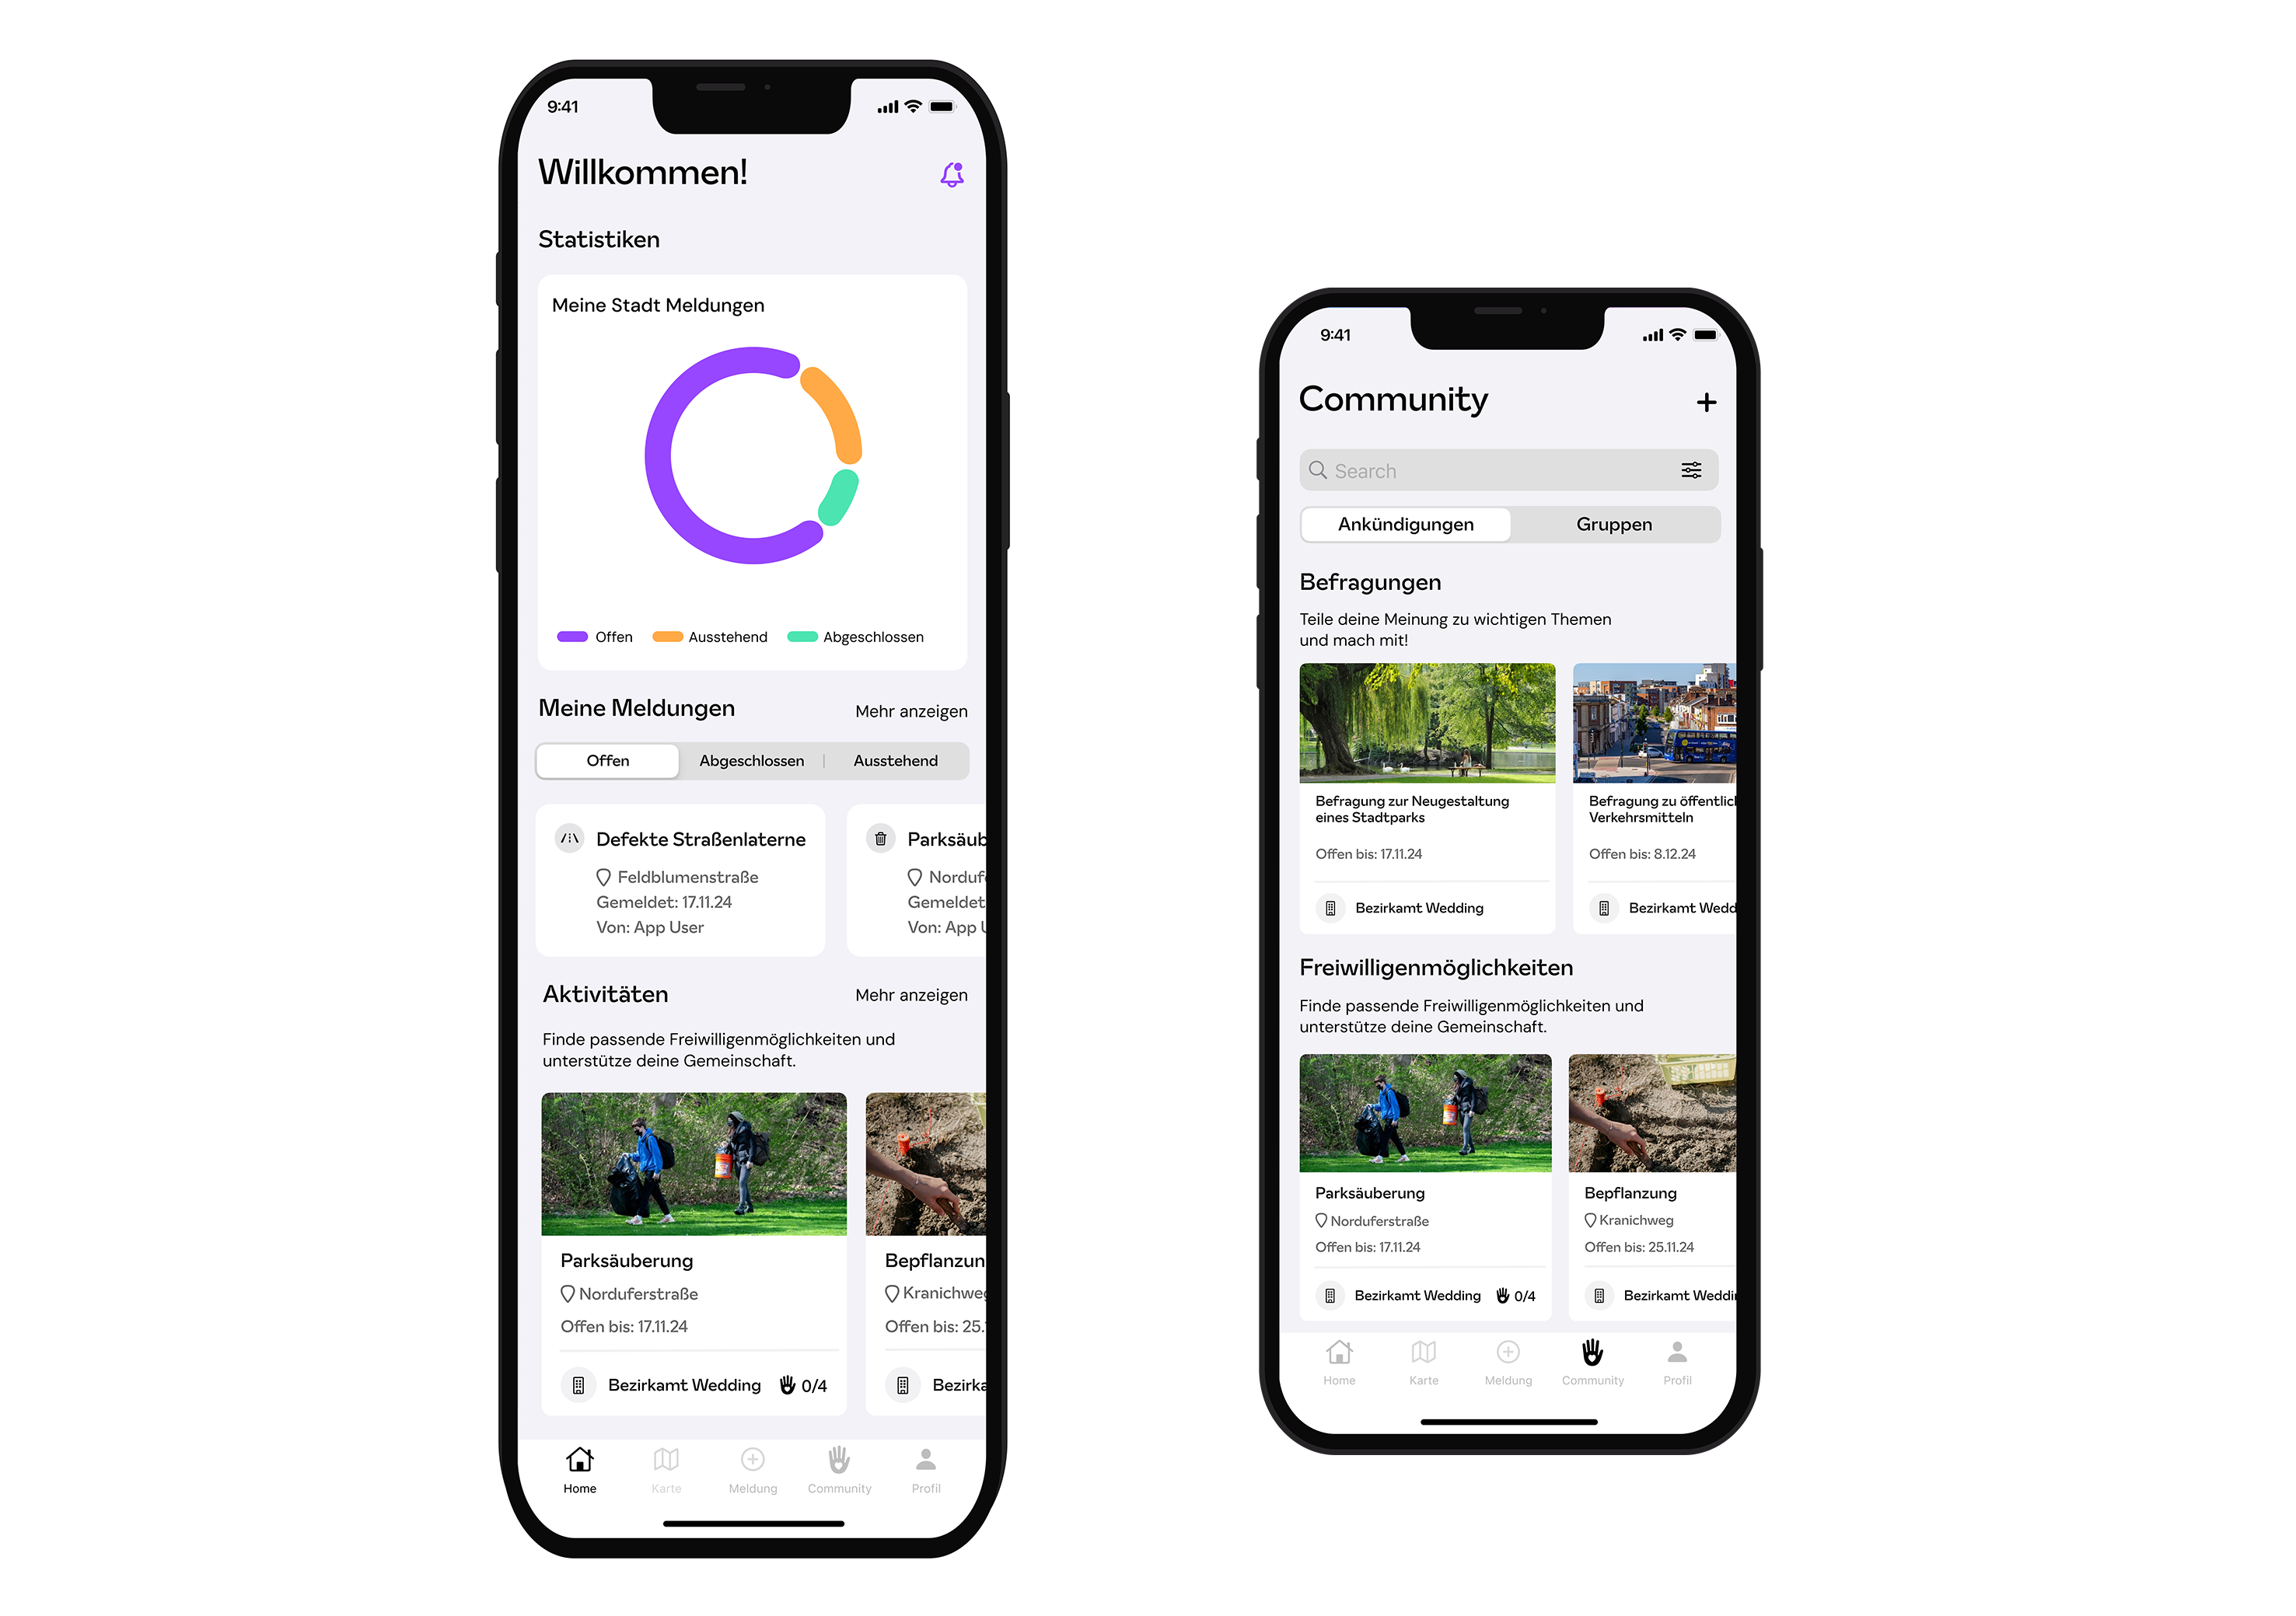 9:41
Willkommen!
Statistiken
Meine Stadt Meldungen
Offen Ausstehend Abgeschlossen
Meine Meldungen Mehr anzeigen
Offen Abgeschlossen Ausstehend
Defekte Straßenlaterne
Feldblumenstraße
Gemeldet: 17.11.24
Von: App User
Parksäub
Norduf
Gemeldet
Von: App U
Aktivitäten Mehr anzeigen
Finde passende Freiwilligenmöglichkeiten und
unterstütze deine Gemeinschaft.
Parksäuberung
Norduferstraße
Offen bis: 17.11.24
Bezirkamt Wedding 0/4
Bepflanzun
Kranichweg
Offen bis: 25.1
Bezirka
Home Karte Meldung Community Profil
9:41
Community
Search
Ankündigungen Gruppen
Befragungen
Teile deine Meinung zu wichtigen Themen
und mach mit!
Befragung zur Neugestaltung
eines Stadtparks
Offen bis: 17.11.24
Bezirkamt Wedding
Befragung zu öffentlich
Verkehrsmitteln
Offen bis: 8.12.24
Bezirkamt Wedd
Freiwilligenmöglichkeiten
Finde passende Freiwilligenmöglichkeiten und
unterstütze deine Gemeinschaft.
Parksäuberung
Norduferstraße
Offen bis: 17.11.24
Bezirkamt Wedding 0/4
Bepflanzung
Kranichweg
Offen bis: 25.11.24
Bezirkamt Weddin
Home Karte Meldung Community Profil